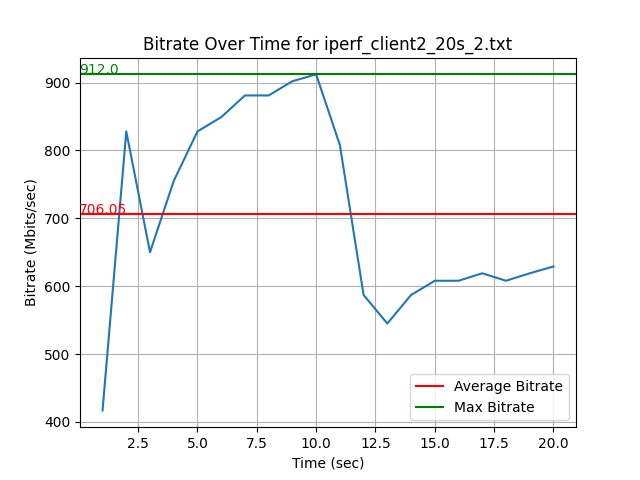 Bitrate Over Time for iperf_client2_20s_2.txt
912.0
900
800
706.05
700
600
500
400
Bitrate (Mbits/sec)
Average Bitrate
Max Bitrate
2.5 5.0 7.5 10.0 12.5 15.0 17.5 20.0
Time (sec)